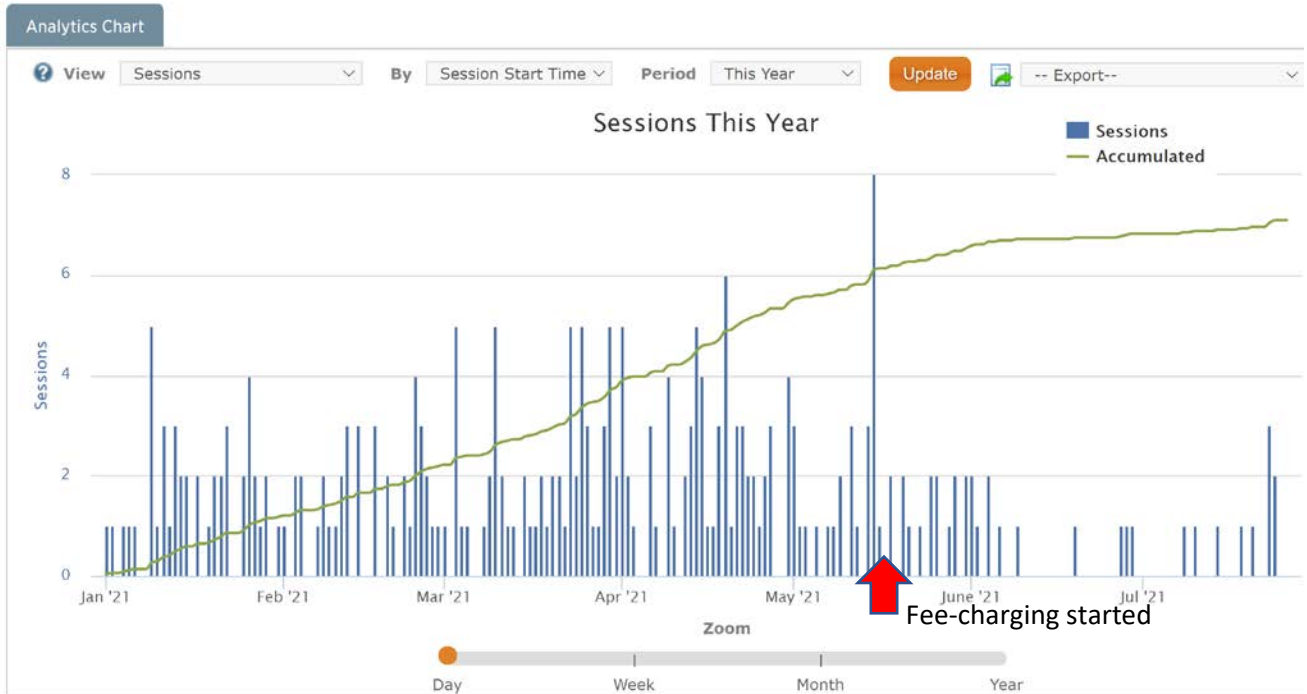 Analytics Chart
? View Sessions By Session Start Time Period This Year Update -- Export--
Sessions This Year
Sessions
Accumulated
8
6
4
2
0
Sessions
Jan '21 Feb '21 Mar '21 Apr '21 May '21 June '21 Jul '21
Fee-charging started
Zoom
Day Week Month Year